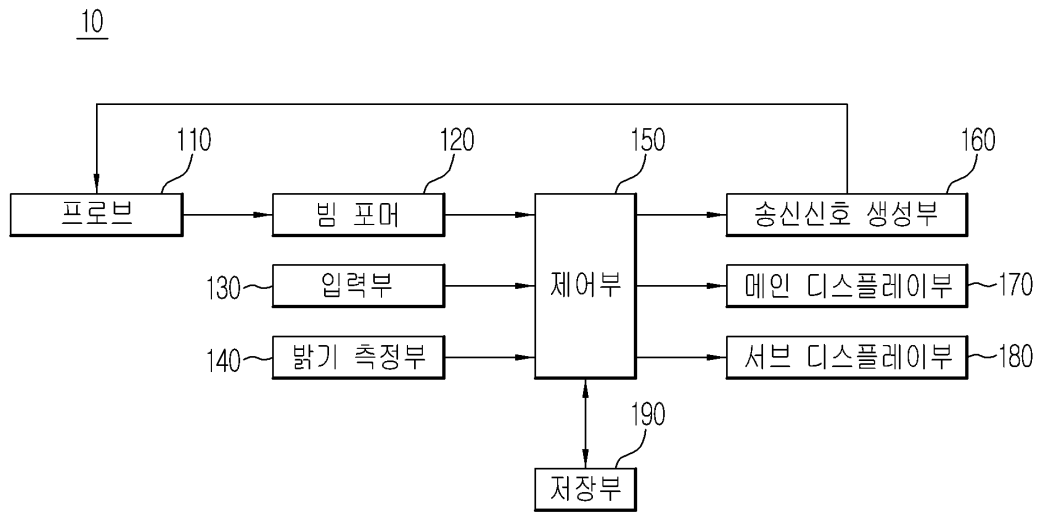 10
110
120
150
160
프로브
빔 포머
제어부
송신신호 생성부
130
입력부
메인 디스플레이부
170
140
밝기 측정부
서브 디스플레이부
180
190
저장부